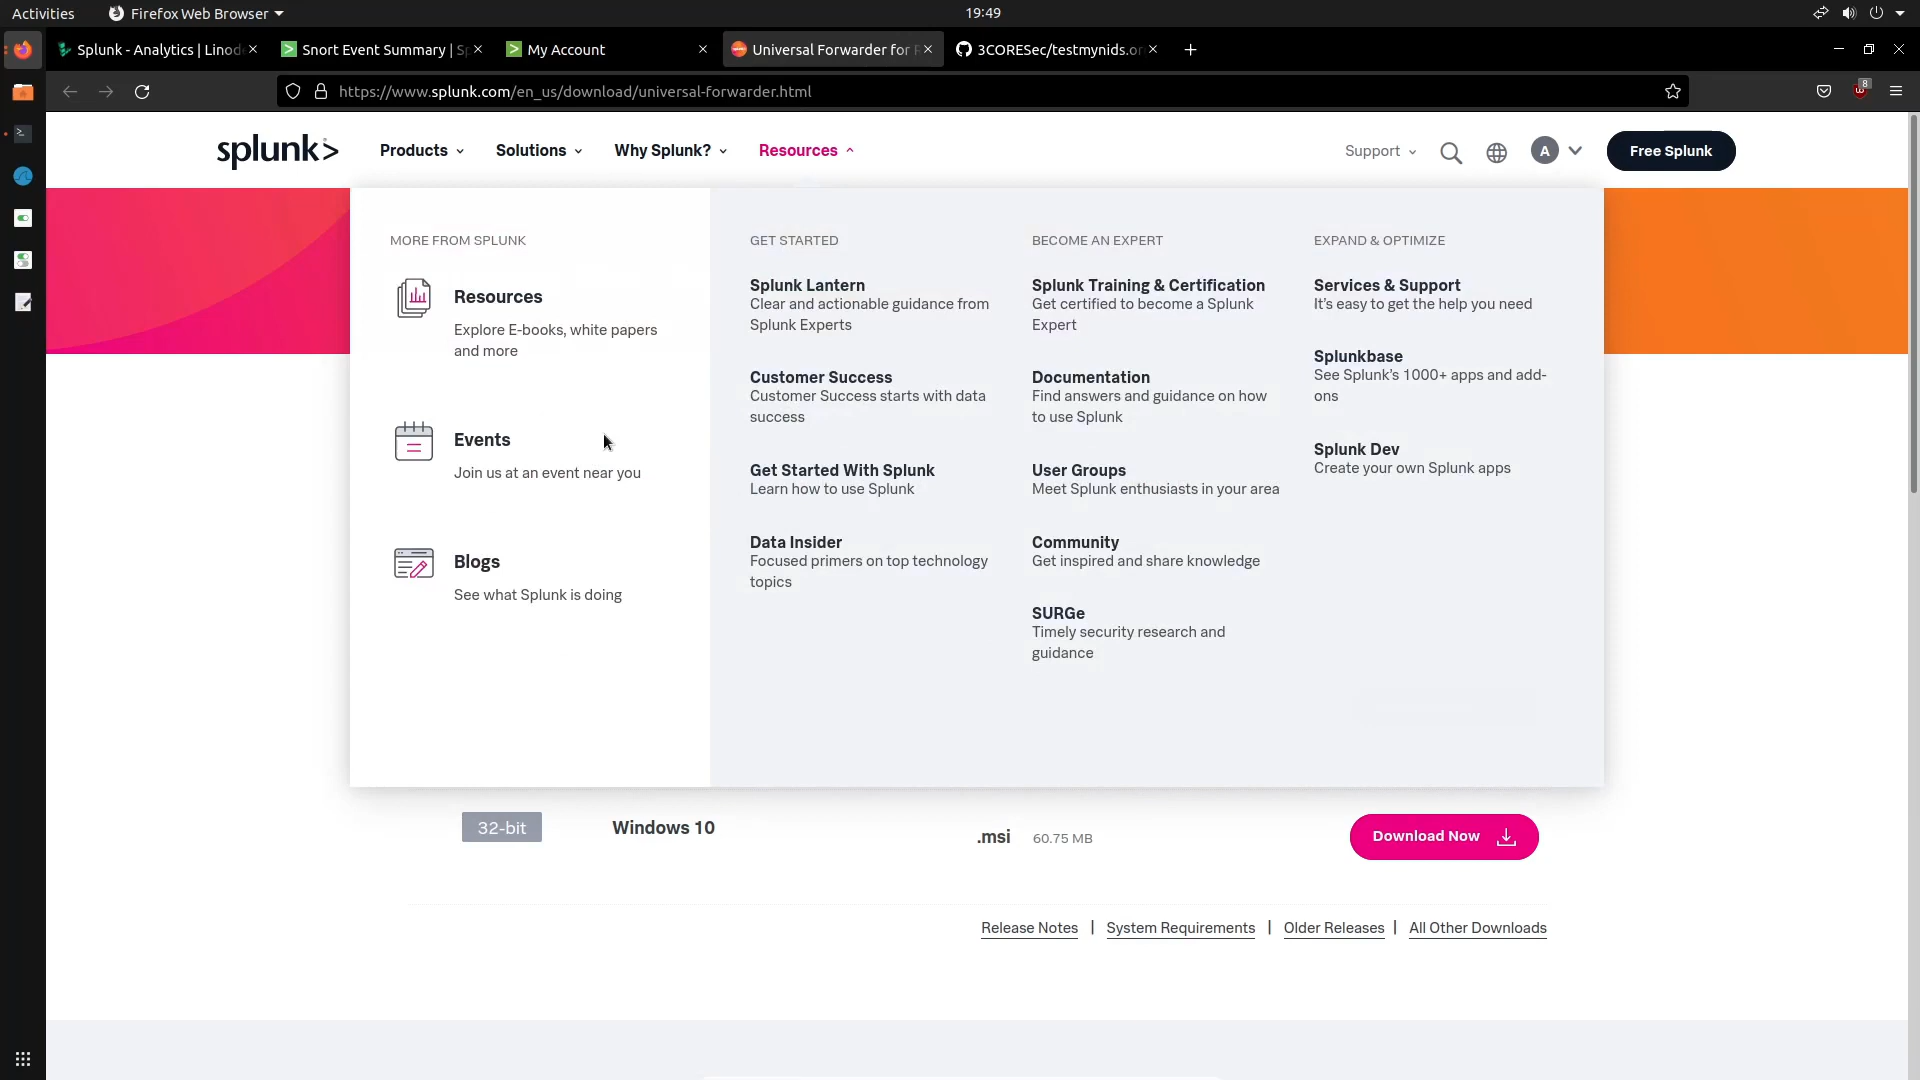 Activities
Firefox Web Browser
19:49
Splunk - Analytics | Linod
Snort Event Summary | Sp
My Account
Universal Forwarder for R
3CORESec/testmynids.or
8
https://www.splunk.com/en_us/download/universal-forwarder.html
splunk>
Products
Solutions
Why Splunk?
Resources
Support
A
Free Splunk
MORE FROM SPLUNK
Resources
Explore E-books, white papers
and more
Events
Join us at an event near you
Blogs
See what Splunk is doing
GET STARTED
Splunk Lantern
Clear and actionable guidance from
Splunk Experts
Customer Success
Customer Success starts with data
success
Get Started With Splunk
Learn how to use Splunk
Data Insider
Focused primers on top technology
topics
BECOME AN EXPERT
Splunk Training & Certification
Get certified to become a Splunk
Expert
Documentation
Find answers and guidance on how
to use Splunk
User Groups
Meet Splunk enthusiasts in your area
Community
Get inspired and share knowledge
SURGe
Timely security research and
guidance
EXPAND & OPTIMIZE
Services & Support
It's easy to get the help you need
Splunkbase
See Splunk's 1000+ apps and add-
ons
Splunk Dev
Create your own Splunk apps
32-bit
Windows 10
.msi
60.75 MB
Download Now
Release Notes | System Requirements | Older Releases | All Other Downloads